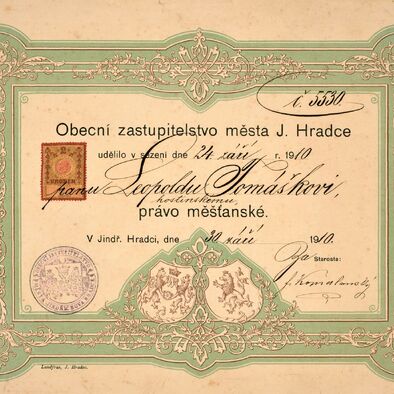 č. 5530.
Obecní zastupitelstvo města J. Hradce
udělilo v sezení dne 24 září r. 1910
panu Leopoldu Tomáškovi,
hostinskému,
právo měšťanské.
V Jindř. Hradci, dne 30 září 1910.
Starosta:
Landfras, J. Hradec.